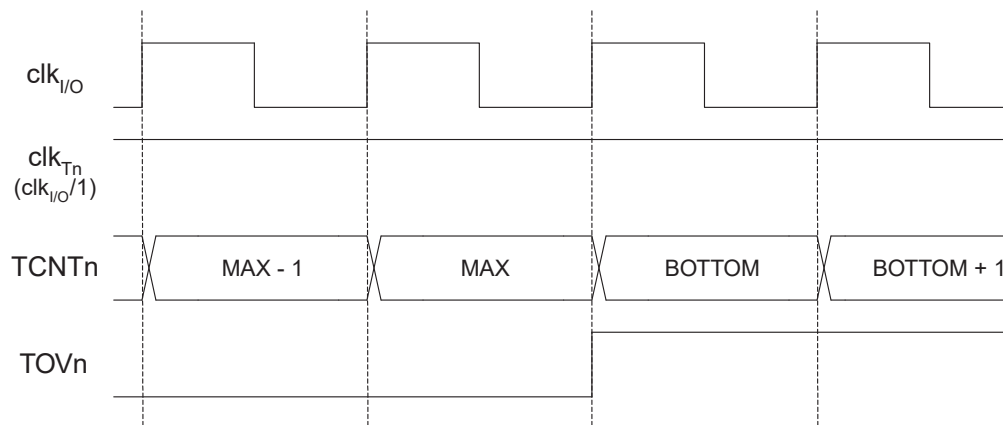 clkI/O
clkTn
(clkI/O/1)
TCNTn MAX - 1 MAX BOTTOM BOTTOM + 1
TOVn